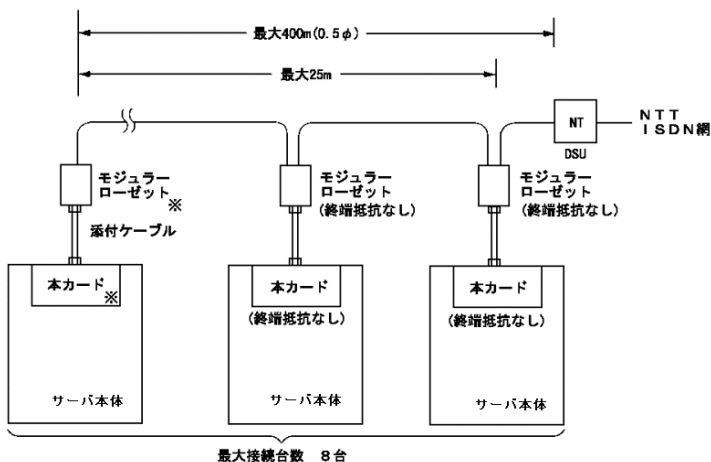 最大400m(0.5φ)
最大25m
NT
DSU
NTT
ISDN網
モジュラー
ローゼット※
モジュラー
ローゼット
(終端抵抗なし)
モジュラー
ローゼット
(終端抵抗なし)
添付ケーブル
本カード※
本カード
(終端抵抗なし)
本カード
(終端抵抗なし)
サーバ本体
サーバ本体
サーバ本体
最大接続台数 8台